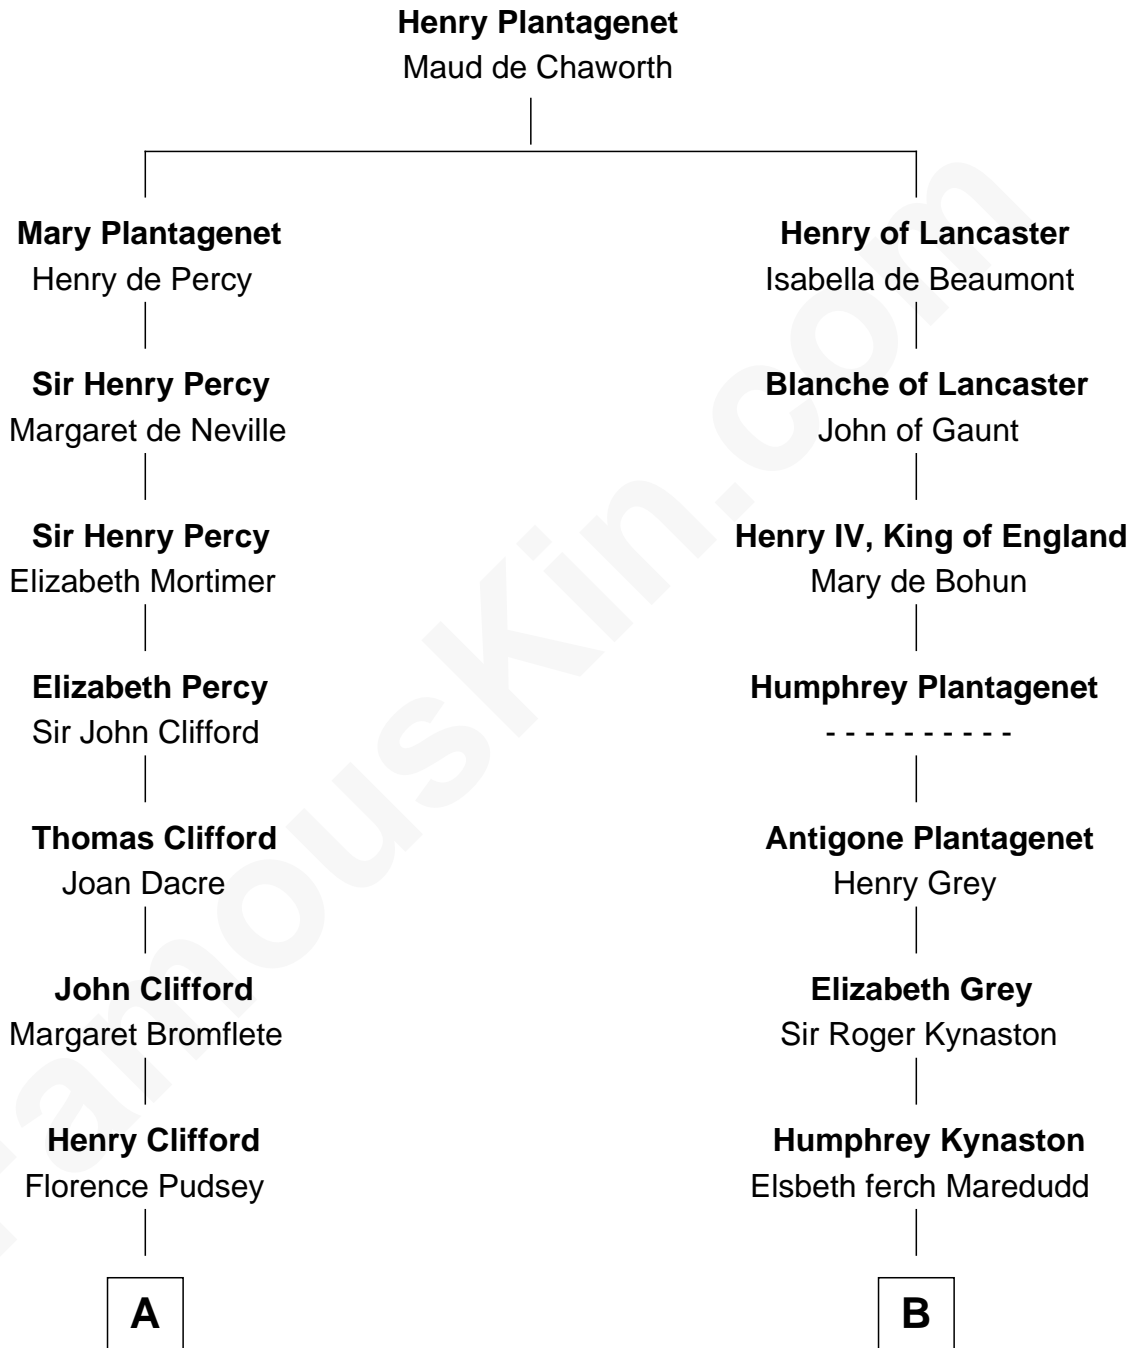 Henry Plantagenet
Maud de Chaworth
Mary Plantagenet
Henry de Percy
Henry of Lancaster
Isabella de Beaumont
Sir Henry Percy
Margaret de Neville
Blanche of Lancaster
John of Gaunt
Sir Henry Percy
Elizabeth Mortimer
Henry IV, King of England
Mary de Bohun
Elizabeth Percy
Sir John Clifford
Humphrey Plantagenet
- - - - - - - - - -
Thomas Clifford
Joan Dacre
Antigone Plantagenet
Henry Grey
John Clifford
Margaret Bromflete
Elizabeth Grey
Sir Roger Kynaston
Henry Clifford
Florence Pudsey
Humphrey Kynaston
Elsbeth ferch Maredudd
A
B
FamousKin.com